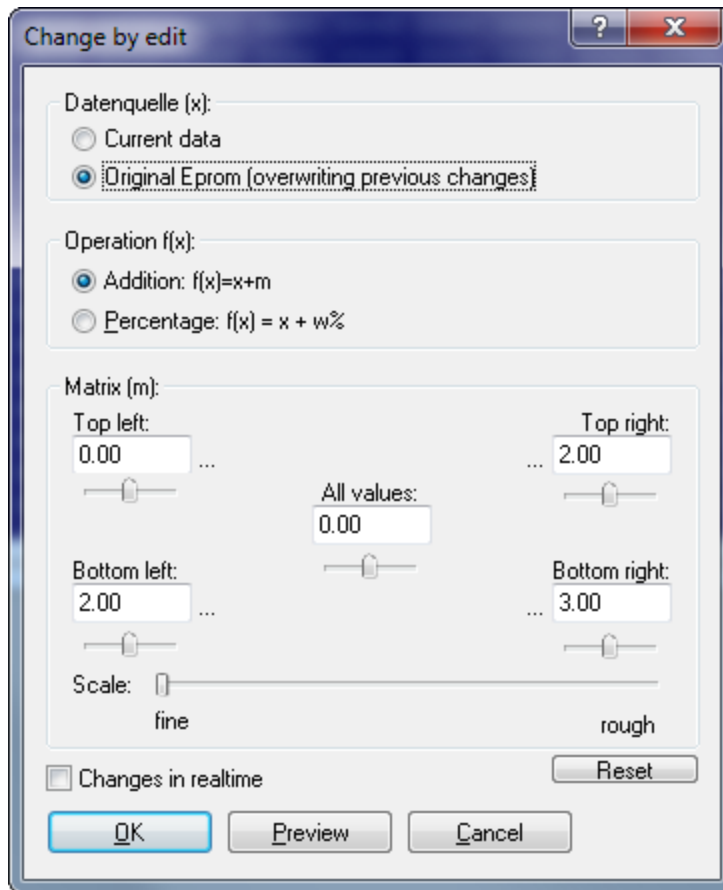 Change by edit
?
Datenquelle (x):
Current data
Original Eprom (overwriting previous changes)
Operation f(x):
Addition: f(x)=x+m
Percentage: f(x) = x + w%
Matrix (m):
Top left: Top right:
0.00 ... ... 2.00
All values:
0.00
Bottom left: Bottom right:
2.00 ... ... 3.00
Scale:
fine rough
Reset
Changes in realtime
OK Preview Cancel